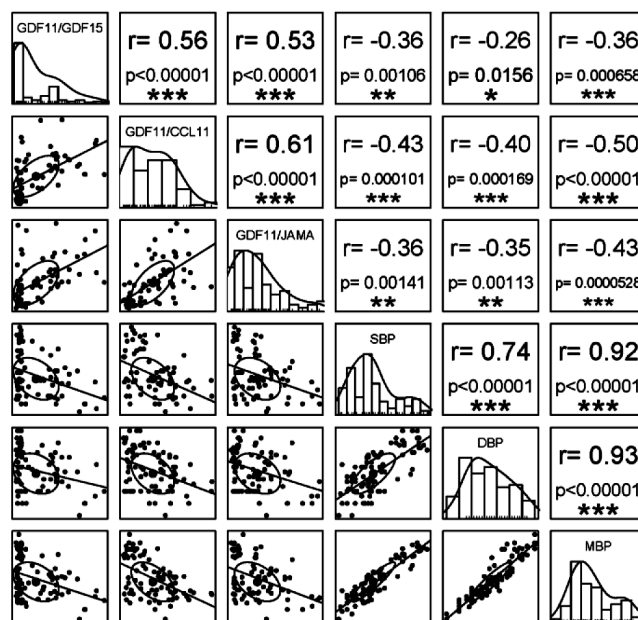 GDF11/GDF15
r= 0.56
p<0.00001
***
r= 0.53
p<0.00001
***
r= -0.36
p= 0.00106
**
r= -0.26
p= 0.0156
*
r= -0.36
p= 0.000658
***
GDF11/CCL11
r= 0.61
p<0.00001
***
r= -0.43
p= 0.000101
***
r= -0.40
p= 0.000169
***
r= -0.50
p<0.00001
***
GDF11/JAMA
r= -0.36
p= 0.00141
**
r= -0.35
p= 0.00113
**
r= -0.43
p= 0.0000528
***
SBP
r= 0.74
p<0.00001
***
r= 0.92
p<0.00001
***
DBP
r= 0.93
p<0.00001
***
MBP